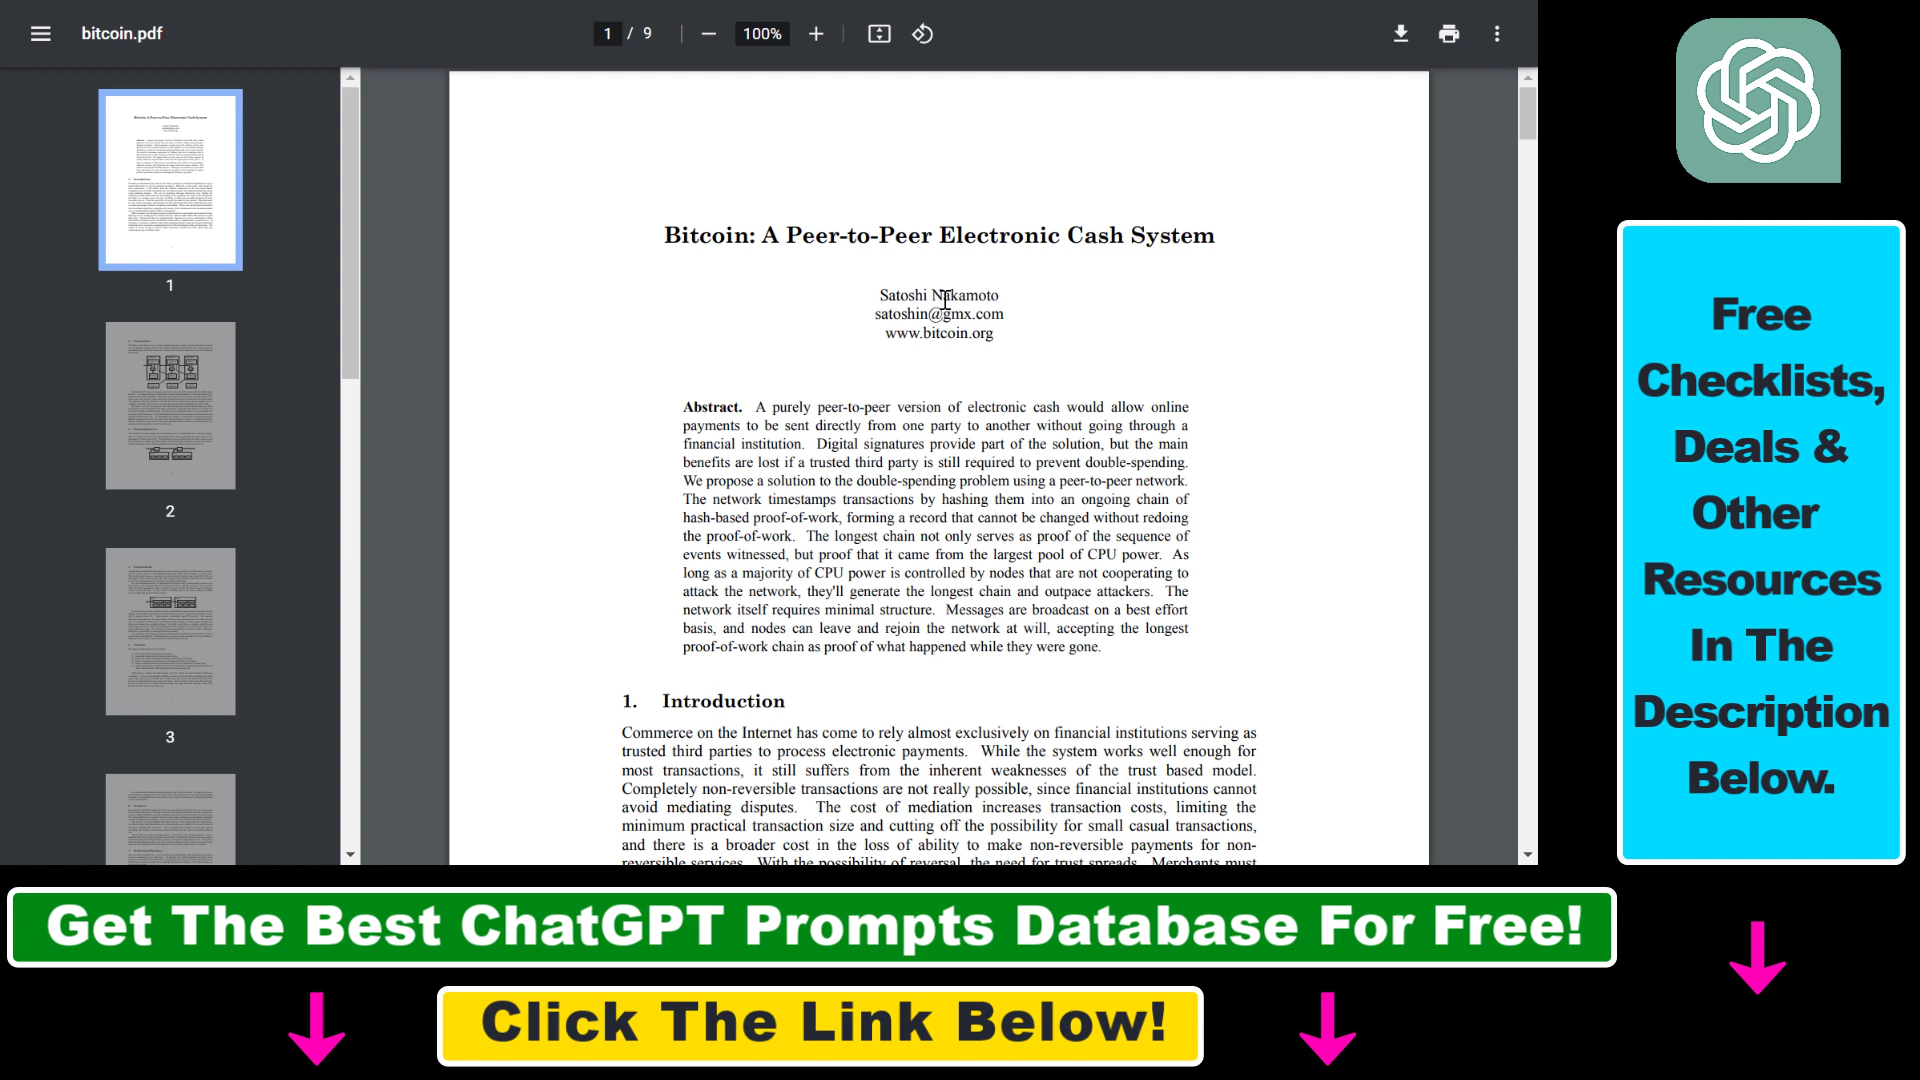 bitcoin.pdf
1 / 9
100%
1
2
3
Bitcoin: A Peer-to-Peer Electronic Cash System
Satoshi Nakamoto
satoshin@gmx.com
www.bitcoin.org
Abstract. A purely peer-to-peer version of electronic cash would allow online
payments to be sent directly from one party to another without going through a
financial institution. Digital signatures provide part of the solution, but the main
benefits are lost if a trusted third party is still required to prevent double-spending.
We propose a solution to the double-spending problem using a peer-to-peer network.
The network timestamps transactions by hashing them into an ongoing chain of
hash-based proof-of-work, forming a record that cannot be changed without redoing
the proof-of-work. The longest chain not only serves as proof of the sequence of
events witnessed, but proof that it came from the largest pool of CPU power. As
long as a majority of CPU power is controlled by nodes that are not cooperating to
attack the network, they'll generate the longest chain and outpace attackers. The
network itself requires minimal structure. Messages are broadcast on a best effort
basis, and nodes can leave and rejoin the network at will, accepting the longest
proof-of-work chain as proof of what happened while they were gone.
1. Introduction
Commerce on the Internet has come to rely almost exclusively on financial institutions serving as
trusted third parties to process electronic payments. While the system works well enough for
most transactions, it still suffers from the inherent weaknesses of the trust based model.
Completely non-reversible transactions are not really possible, since financial institutions cannot
avoid mediating disputes. The cost of mediation increases transaction costs, limiting the
minimum practical transaction size and cutting off the possibility for small casual transactions,
and there is a broader cost in the loss of ability to make non-reversible payments for non-
reversible services. With the possibility of reversal, the need for trust spreads. Merchants must
Free
Checklists,
Deals &
Other
Resources
In The
Description
Below.
Get The Best ChatGPT Prompts Database For Free!
Click The Link Below!